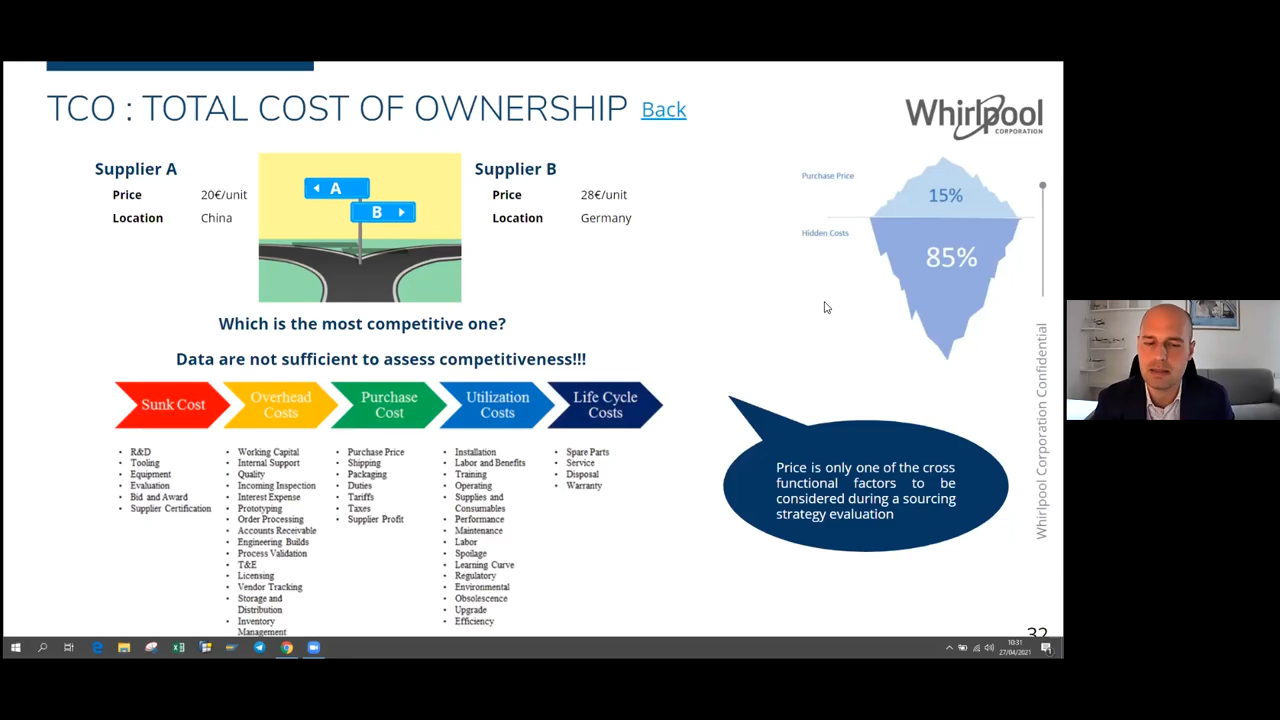 TCO : TOTAL COST OF OWNERSHIP Back
Whirlpool
CORPORATION
Supplier A
Price 20€/unit
Location China
A
B
Supplier B
Price 28€/unit
Location Germany
Purchase Price
15%
Hidden Costs
85%
Which is the most competitive one?
Data are not sufficient to assess competitiveness!!!
Sunk Cost
Overhead
Costs
Purchase
Cost
Utilization
Costs
Life Cycle
Costs
• R&D
• Tooling
• Equipment
• Evaluation
• Bid and Award
• Supplier Certification
• Working Capital
• Internal Support
• Quality
• Incoming Inspection
• Interest Expense
• Prototyping
• Order Processing
• Accounts Receivable
• Engineering Builds
• Process Validation
• T&E
• Licensing
• Vendor Tracking
• Storage and
Distribution
• Inventory
Management
• Purchase Price
• Shipping
• Packaging
• Duties
• Tariffs
• Taxes
• Supplier Profit
• Installation
• Labor and Benefits
• Training
• Operating
• Supplies and
Consumables
• Performance
• Maintenance
• Labor
• Spoilage
• Learning Curve
• Regulatory
• Environmental
• Obsolescence
• Upgrade
• Efficiency
• Spare Parts
• Service
• Disposal
• Warranty
Price is only one of the cross
functional factors to be
considered during a sourcing
strategy evaluation
Whirlpool Corporation Confidential
32
10:31
27/04/2021